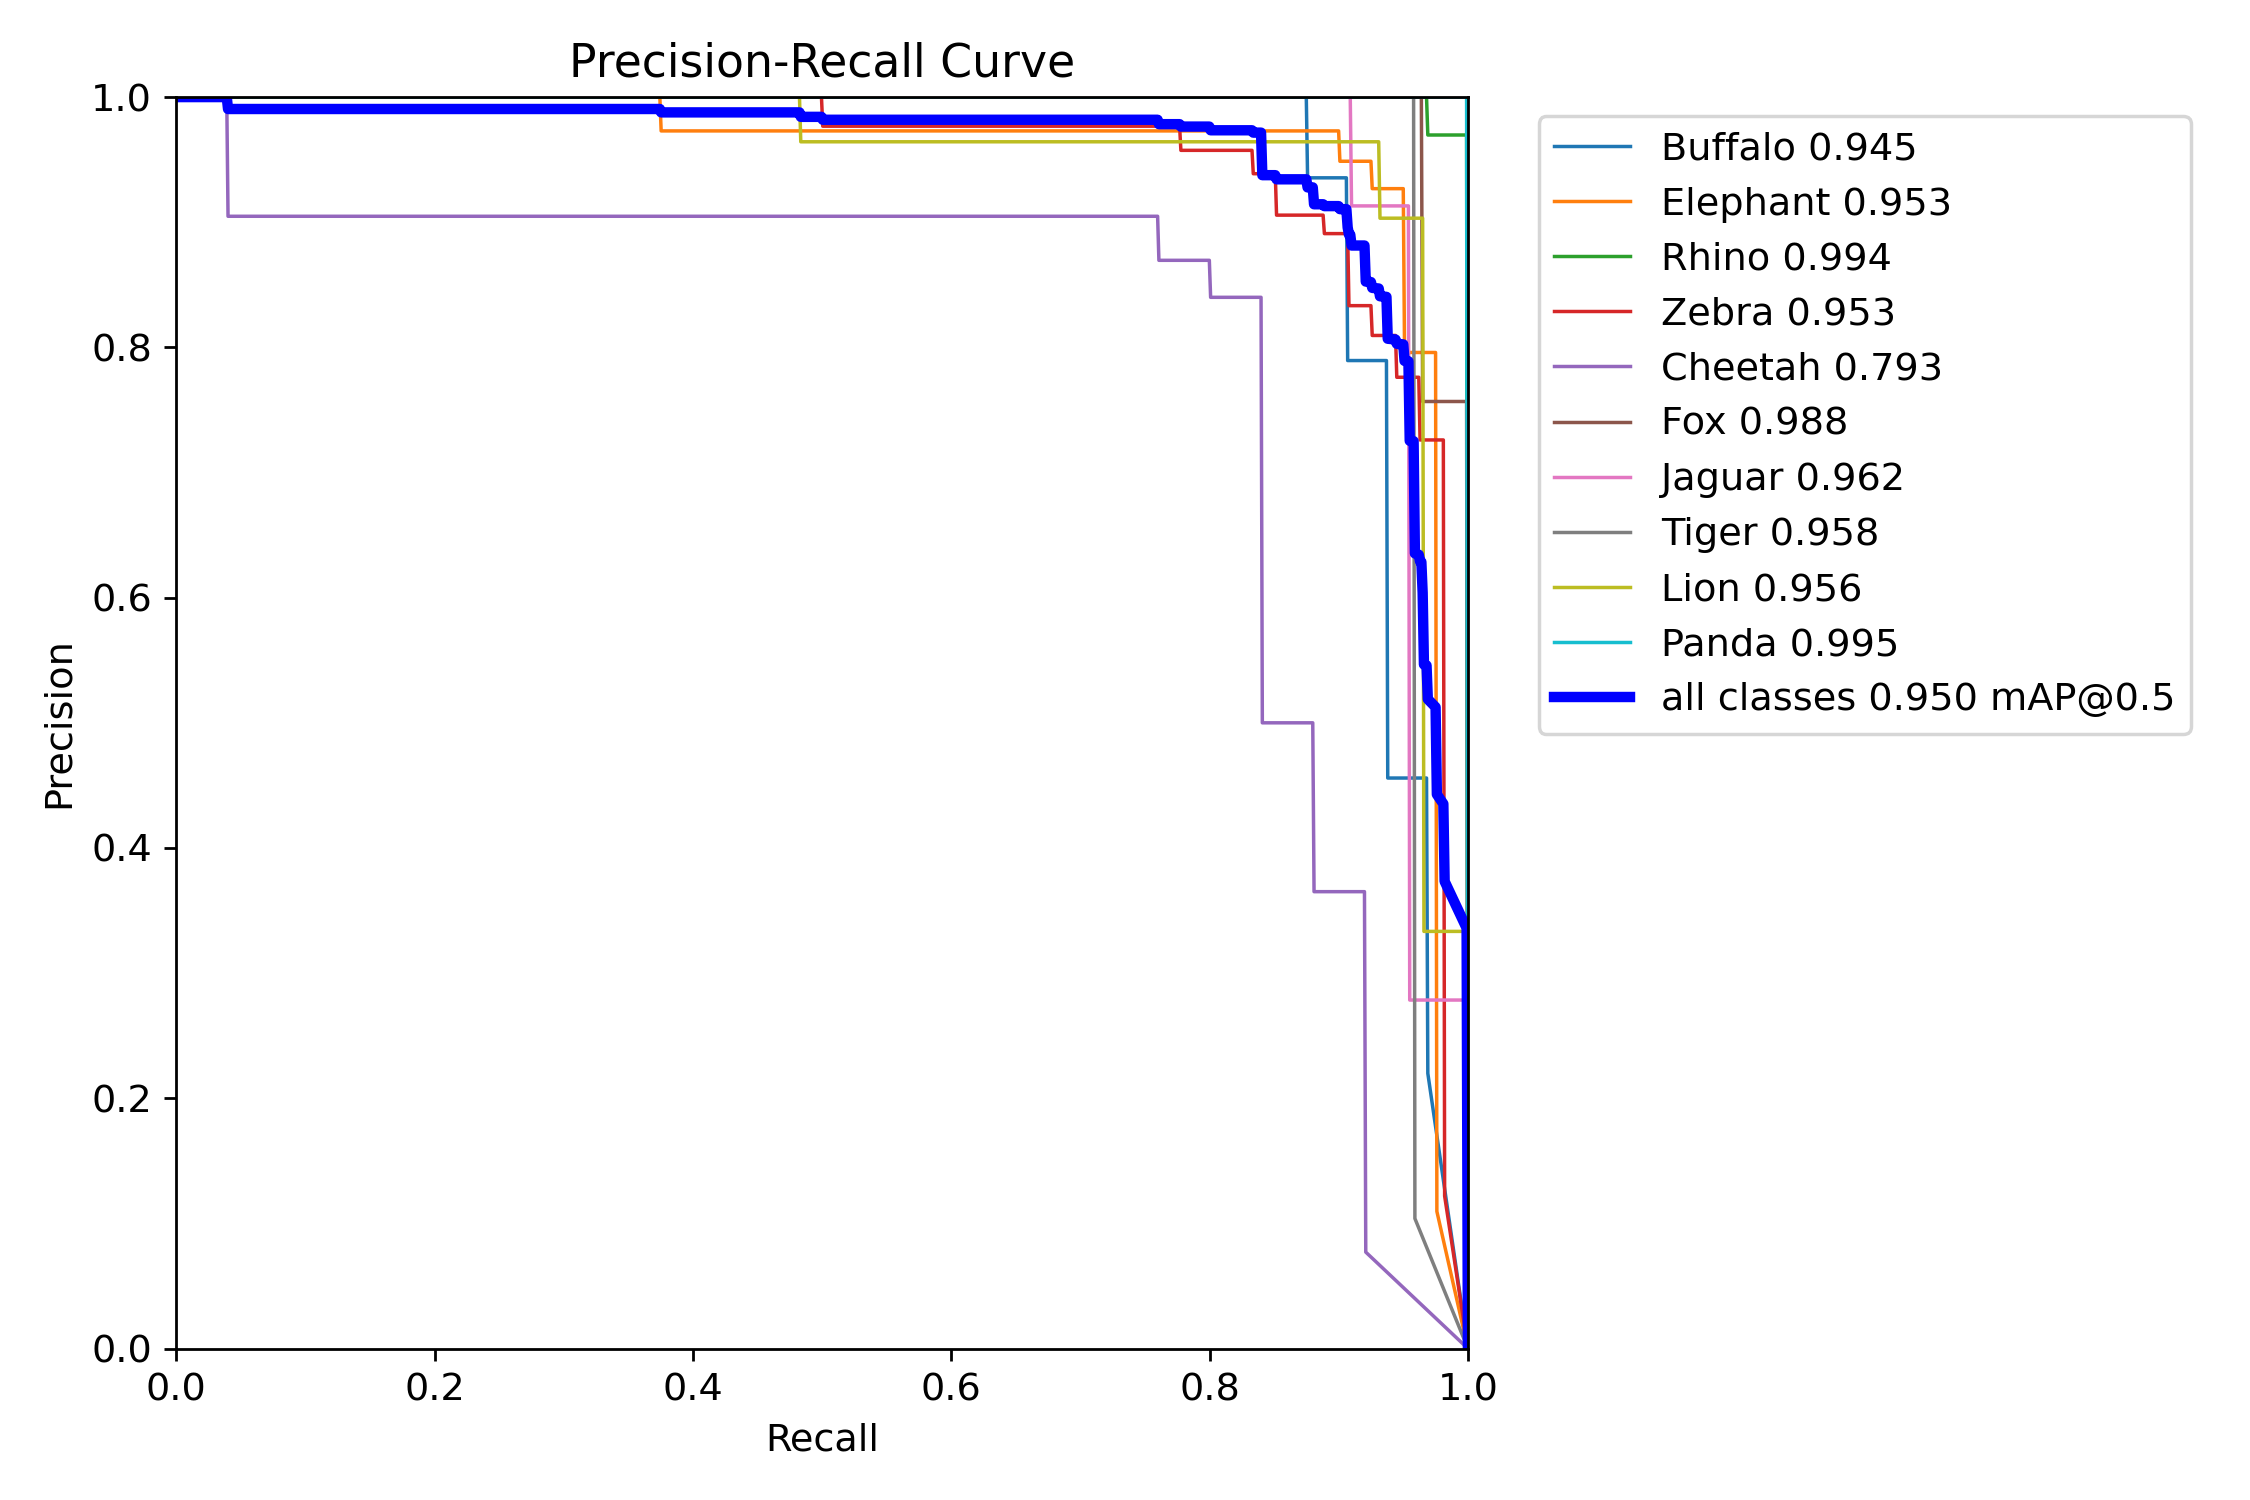 Precision-Recall Curve
1.0
0.8
0.6
0.4
0.2
0.0
Precision
0.0 0.2 0.4 0.6 0.8 1.0
Recall
Buffalo 0.945
Elephant 0.953
Rhino 0.994
Zebra 0.953
Cheetah 0.793
Fox 0.988
Jaguar 0.962
Tiger 0.958
Lion 0.956
Panda 0.995
all classes 0.950 mAP@0.5